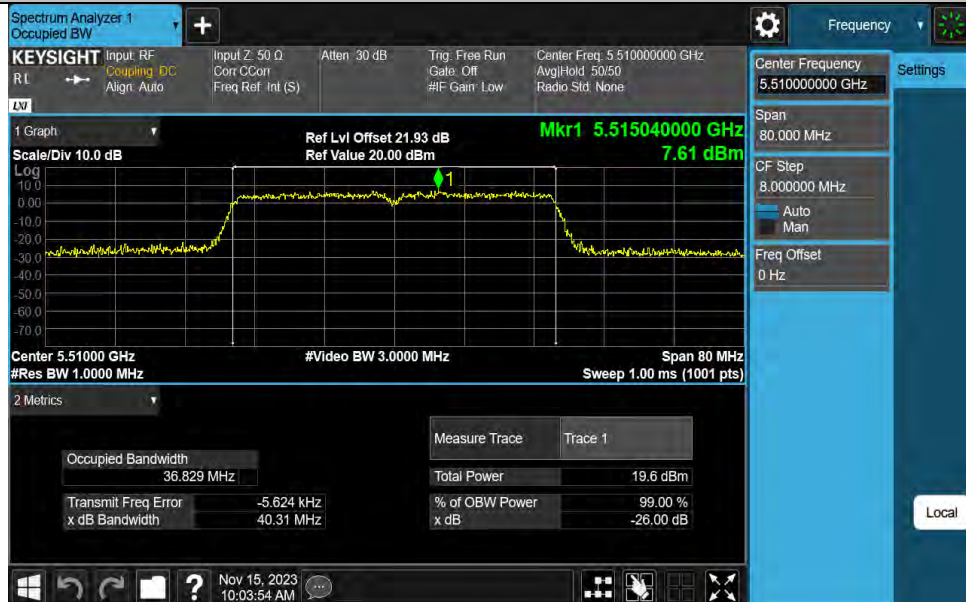 Spectrum Analyzer 1
Occupied BW
+
Frequency
KEYSIGHT Input: RF
RL Coupling: DC
Align: Auto
LXI
Input Z: 50 Ω
Corr CCorr
Freq Ref: Int (S)
Atten: 30 dB
Trig: Free Run
Gate: Off
#IF Gain: Low
Center Freq: 5.510000000 GHz
Avg|Hold: 50/50
Radio Std: None
Center Frequency
5.510000000 GHz
Settings
Span
80.000 MHz
CF Step
8.000000 MHz
Auto
Man
Freq Offset
0 Hz
Local
1 Graph
Scale/Div 10.0 dB
Ref Lvl Offset 21.93 dB
Ref Value 20.00 dBm
Mkr1 5.515040000 GHz
7.61 dBm
Log
10.0
0.00
-10.0
-20.0
-30.0
-40.0
-50.0
-60.0
-70.0
1
Center 5.51000 GHz
#Res BW 1.0000 MHz
#Video BW 3.0000 MHz
Span 80 MHz
Sweep 1.00 ms (1001 pts)
2 Metrics
Measure Trace Trace 1
Occupied Bandwidth
36.829 MHz
Total Power 19.6 dBm
Transmit Freq Error -5.624 kHz
% of OBW Power 99.00 %
x dB Bandwidth 40.31 MHz
x dB -26.00 dB
?
Nov 15, 2023
10:03:54 AM